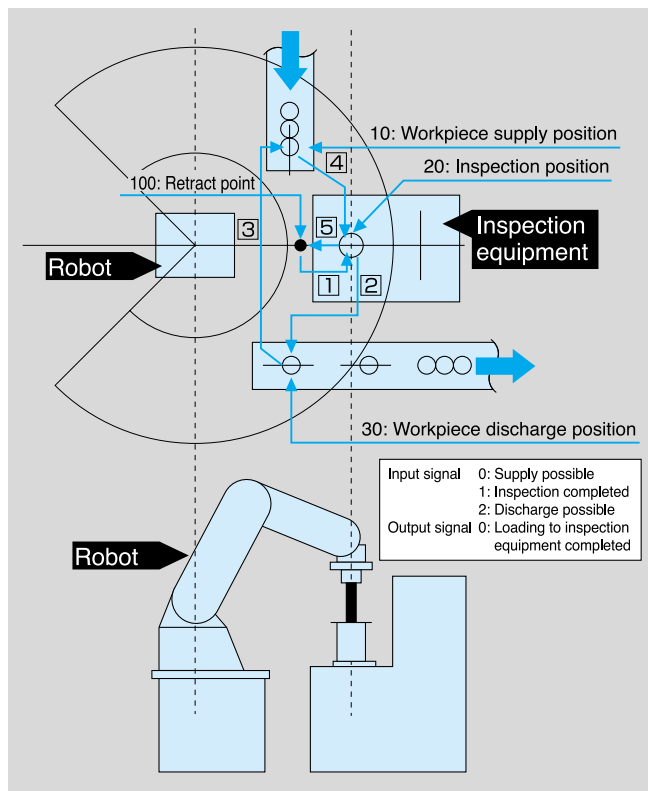 10: Workpiece supply position
4
20: Inspection position
100: Retract point
3
5
Inspection
equipment
Robot
1
2
30: Workpiece discharge position
Input signal 0: Supply possible
1: Inspection completed
2: Discharge possible
Output signal 0: Loading to inspection
equipment completed
Robot